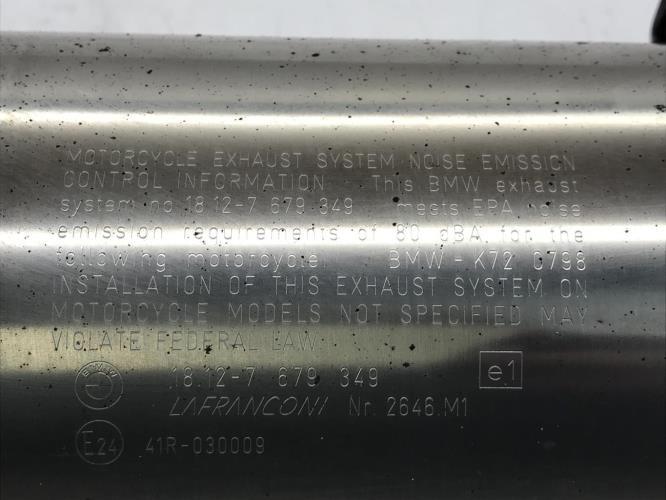 MOTORCYCLE EXHAUST SYSTEM NOISE EMISSION
CONTROL INFORMATION This BMW exhaust
system no 18.12-7 679 349 meets EPA noise
emission requirements of 80 dBA for the
following motorcycle: BMW - K72 0798
INSTALLATION OF THIS EXHAUST SYSTEM ON
MOTORCYCLE MODELS NOT SPECIFIED MAY
VIOLATE FEDERAL LAW
18.12-7 679 349 e1
LAFRANCONI Nr. 2646.M1
E24 41R-030009